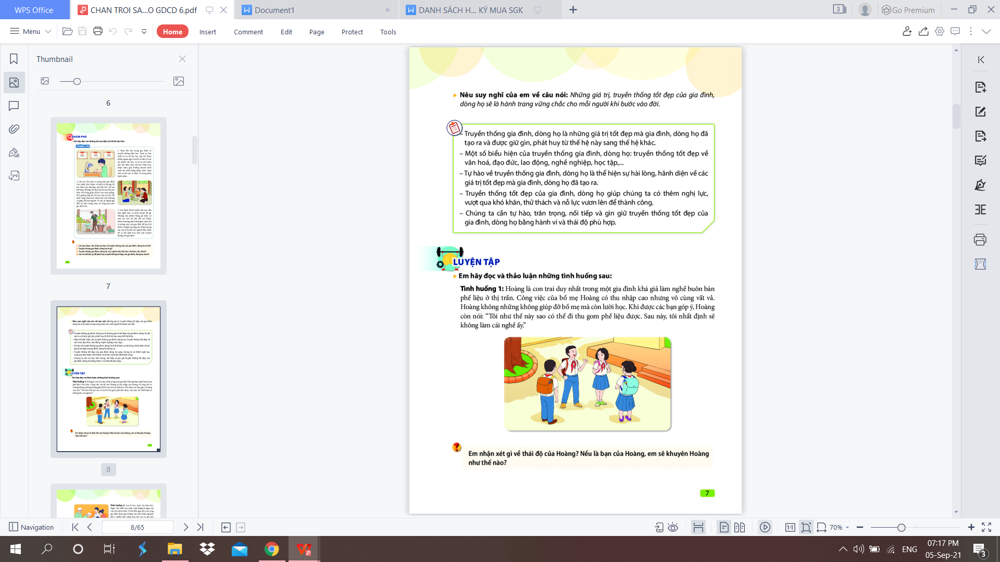 WPS Office
CHAN TROI SA...O GDCD 6.pdf
Document1
DANH SÁCH H... KÝ MUA SGK
3
Go Premium
Menu
Home
Insert
Comment
Edit
Page
Protect
Tools
Thumbnail
6
7
8
Nêu suy nghĩ của em về câu nói: Những giá trị, truyền thống tốt đẹp của gia đình,
dòng họ sẽ là hành trang vững chắc cho mỗi người khi bước vào đời.
– Truyền thống gia đình, dòng họ là những giá trị tốt đẹp mà gia đình, dòng họ đã
tạo ra và được giữ gìn, phát huy từ thế hệ này sang thế hệ khác.
– Một số biểu hiện của truyền thống gia đình, dòng họ: truyền thống tốt đẹp về
văn hoá, đạo đức, lao động, nghề nghiệp, học tập,...
– Tự hào về truyền thống gia đình, dòng họ là thể hiện sự hài lòng, hãnh diện về các
giá trị tốt đẹp mà gia đình, dòng họ đã tạo ra.
– Truyền thống tốt đẹp của gia đình, dòng họ giúp chúng ta có thêm nghị lực,
vượt qua khó khăn, thử thách và nỗ lực vươn lên để thành công.
– Chúng ta cần tự hào, trân trọng, nối tiếp và gìn giữ truyền thống tốt đẹp của
gia đình, dòng họ bằng hành vi và thái độ phù hợp.
LUYỆN TẬP
Em hãy đọc và thảo luận những tình huống sau:
Tình huống 1: Hoàng là con trai duy nhất trong một gia đình khá giả làm nghề buôn bán
phế liệu ở thị trấn. Công việc của bố mẹ Hoàng có thu nhập cao nhưng vô cùng vất vả.
Hoàng không những không giúp đỡ bố mẹ mà còn lười học. Khi được các bạn góp ý, Hoàng
còn nói: “Tôi như thế này sao có thể đi thu gom phế liệu được. Sau này, tôi nhất định sẽ
không làm cái nghề ấy.”
Em nhận xét gì về thái độ của Hoàng? Nếu là bạn của Hoàng, em sẽ khuyên Hoàng
như thế nào?
7
Navigation
8/65
1:1
70%
ENG
07:17 PM
05-Sep-21
3